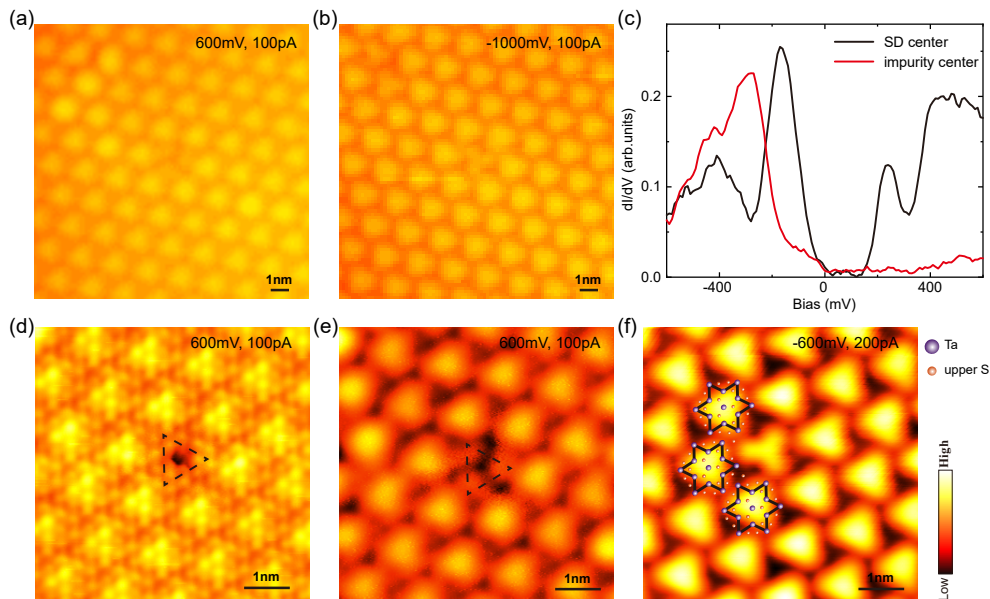 (a)
600mV, 100pA
1nm
(b)
-1000mV, 100pA
1nm
(c)
SD center
impurity center
dI/dV (arb.units)
0.2
0.1
0.0
-400
-200
0
200
400
Bias (mV)
(d)
600mV, 100pA
1nm
(e)
600mV, 100pA
1nm
(f)
-600mV, 200pA
1nm
Ta
upper S
High
Low